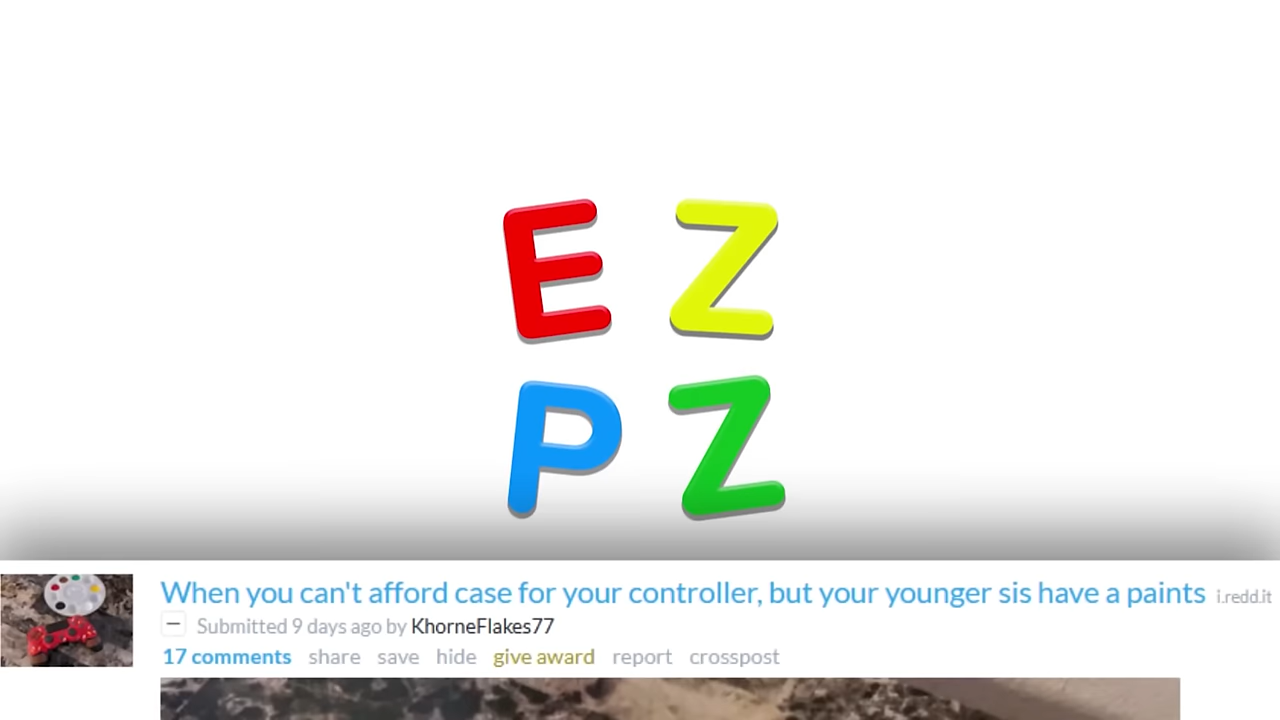 E Z
P Z
When you can't afford case for your controller, but your younger sis have a paints i.redd.it
Submitted 9 days ago by KhorneFlakes77
17 comments share save hide give award report crosspost